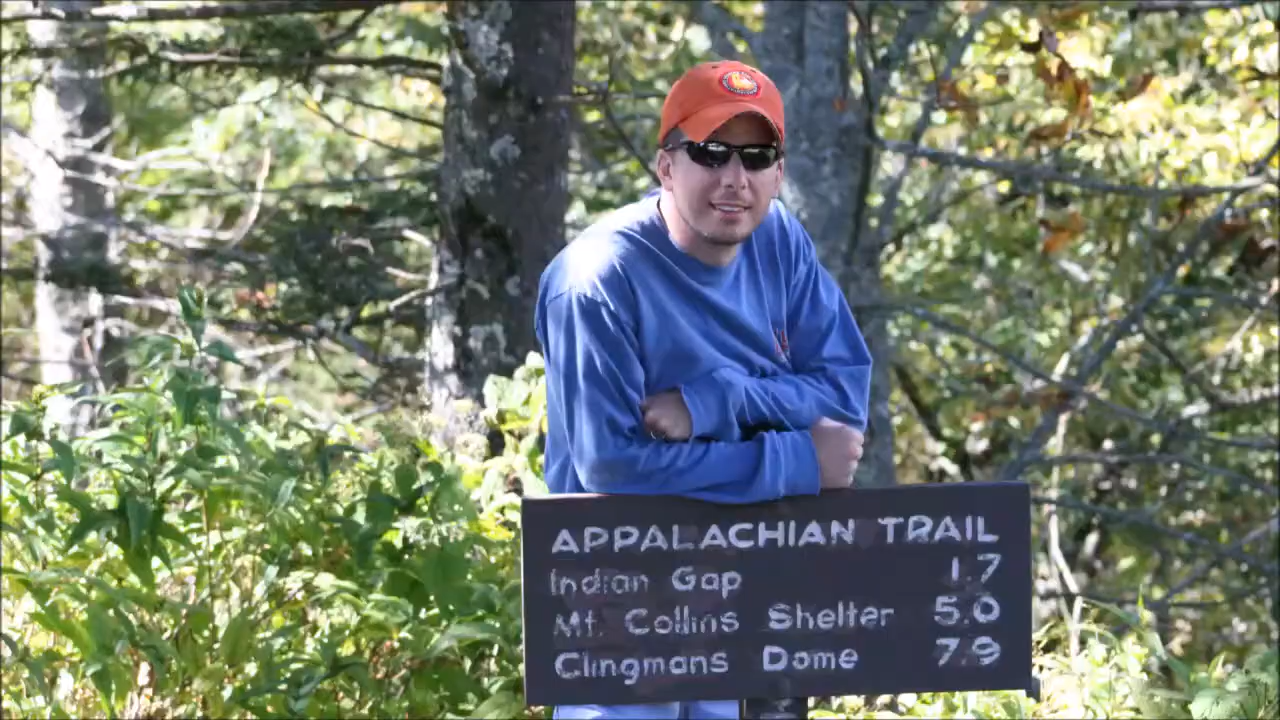 APPALACHIAN TRAIL
Indian Gap 1.7
Mt. Collins Shelter 5.0
Clingmans Dome 7.9